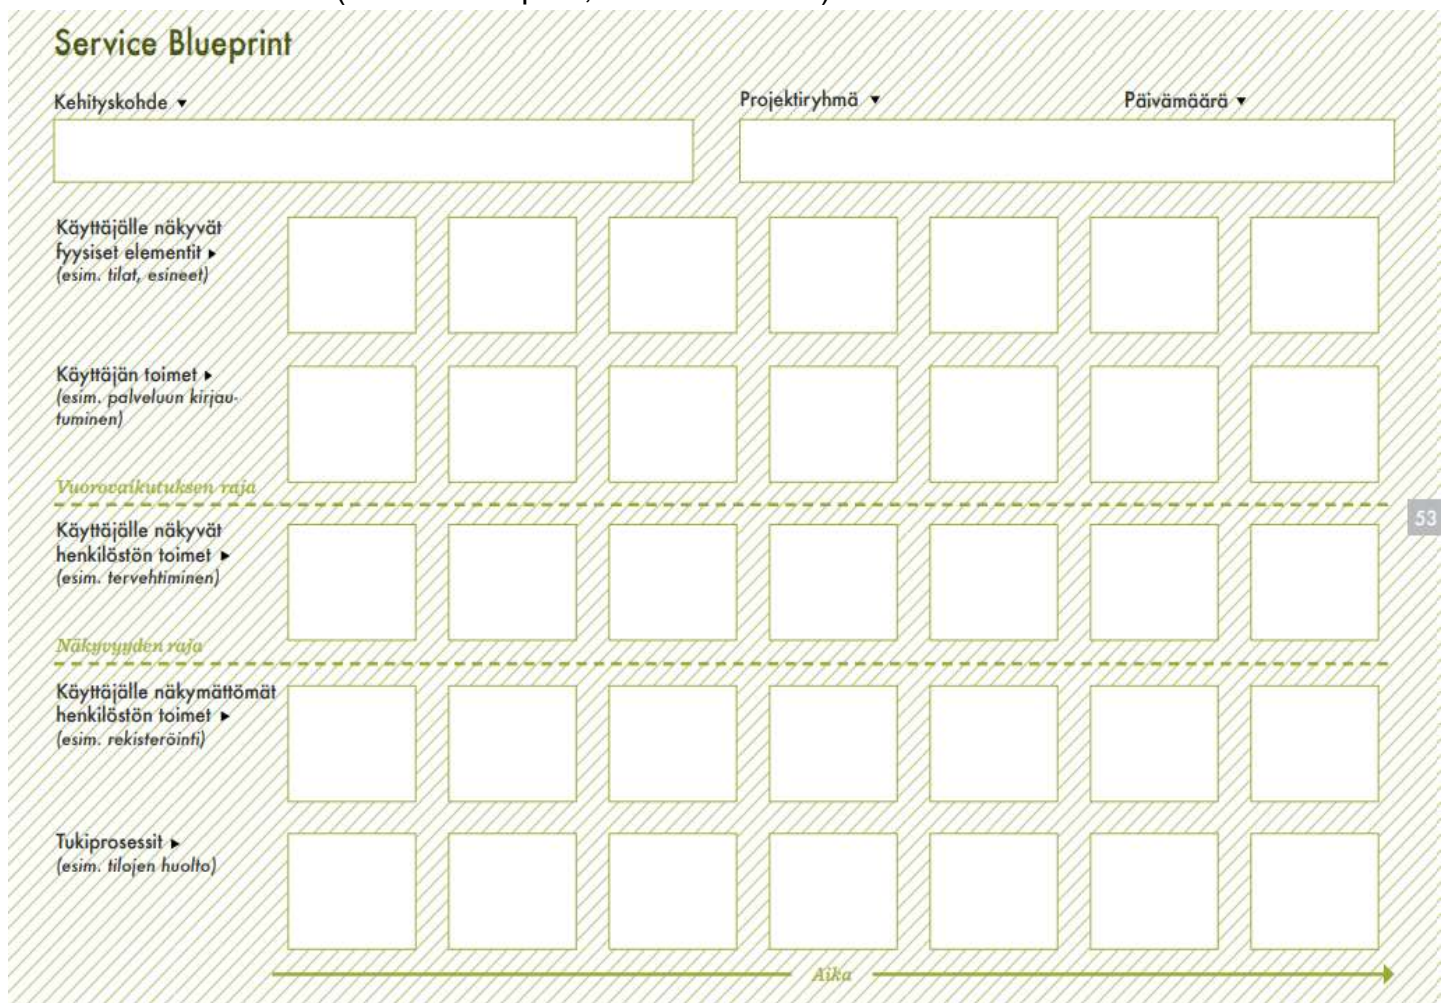 Service Blueprint
Kehityskohde ▼
Projektiryhmä ▼
Päivämäärä ▼
Käyttäjälle näkyvät
fyysiset elementit ▶
(esim. tilat, esineet)
Käyttäjän toimet ▶
(esim. palveluun kirjau-
tuminen)
Vuorovaikutuksen raja
Käyttäjälle näkyvät
henkilöstön toimet ▶
(esim. tervehtiminen)
53
Näkyvyyden raja
Käyttäjälle näkymättömät
henkilöstön toimet ▶
(esim. rekisteröinti)
Tukiprosessit ▶
(esim. tilojen huolto)
Aika